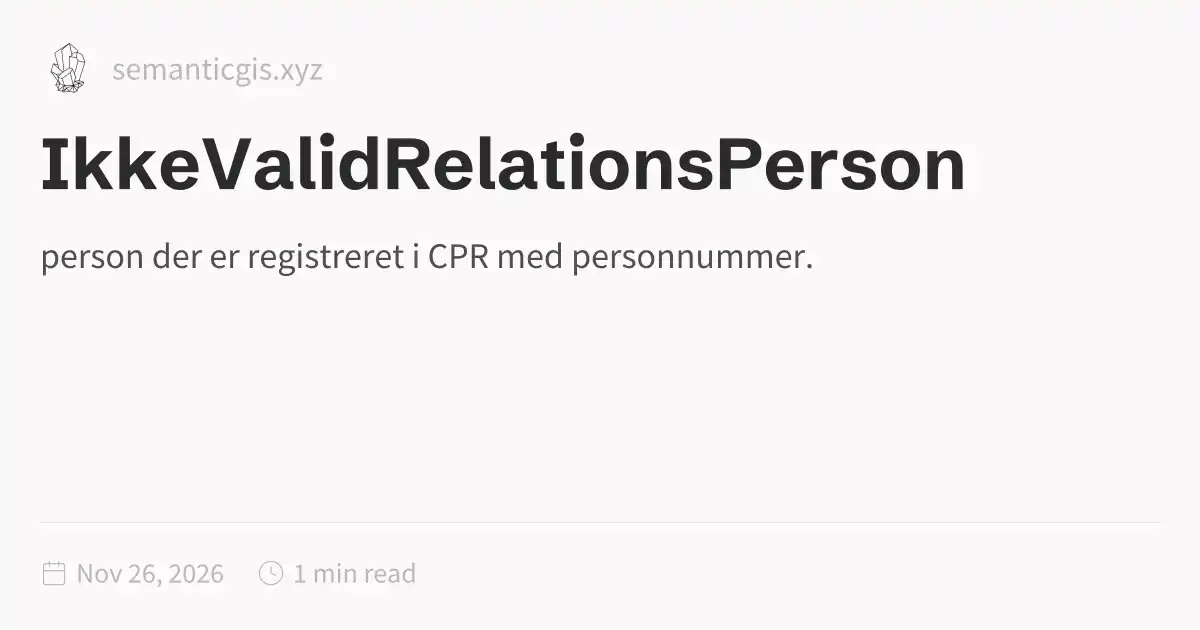 semanticgis.xyz
IkkeValidRelationsPerson
person der er registreret i CPR med personnummer.
Nov 26, 2026 1 min read